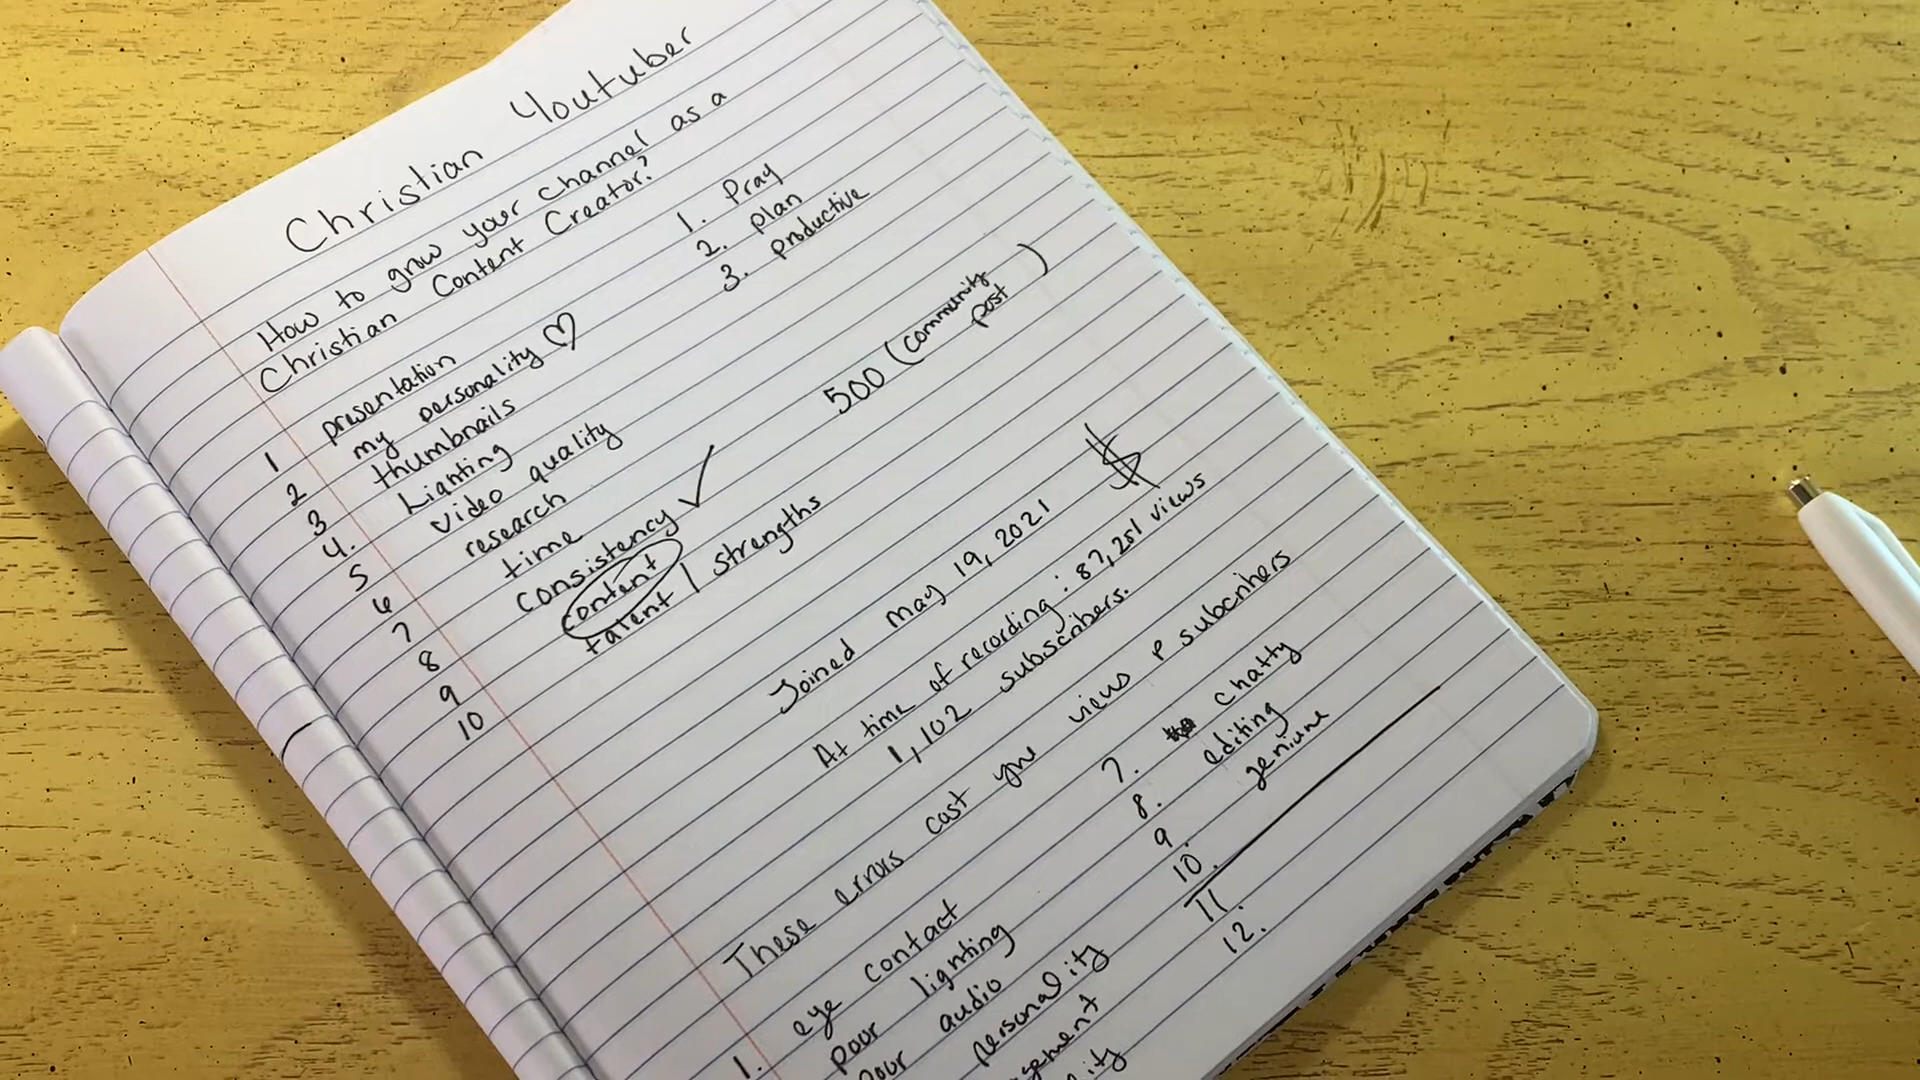 Christian Youtuber
How to grow your channel as a
Christian Content Creator?
1. Pray
2. plan
3. productive
1 presentation
2 my personality ♡
3 thumbnails
4. Lighting
5 video quality
6 research
7 time
8 consistency ✓
9 content
10 talent / strengths
500 (community
post )
Joined may 19, 2021 $
At time of recording: 87,251 views
1,102 subscribers.
These errors cost you views & subscribers
1. eye contact
poor lighting
poor audio
personality
7. chatty
8. editing
9. geniune
10.
11.
12.